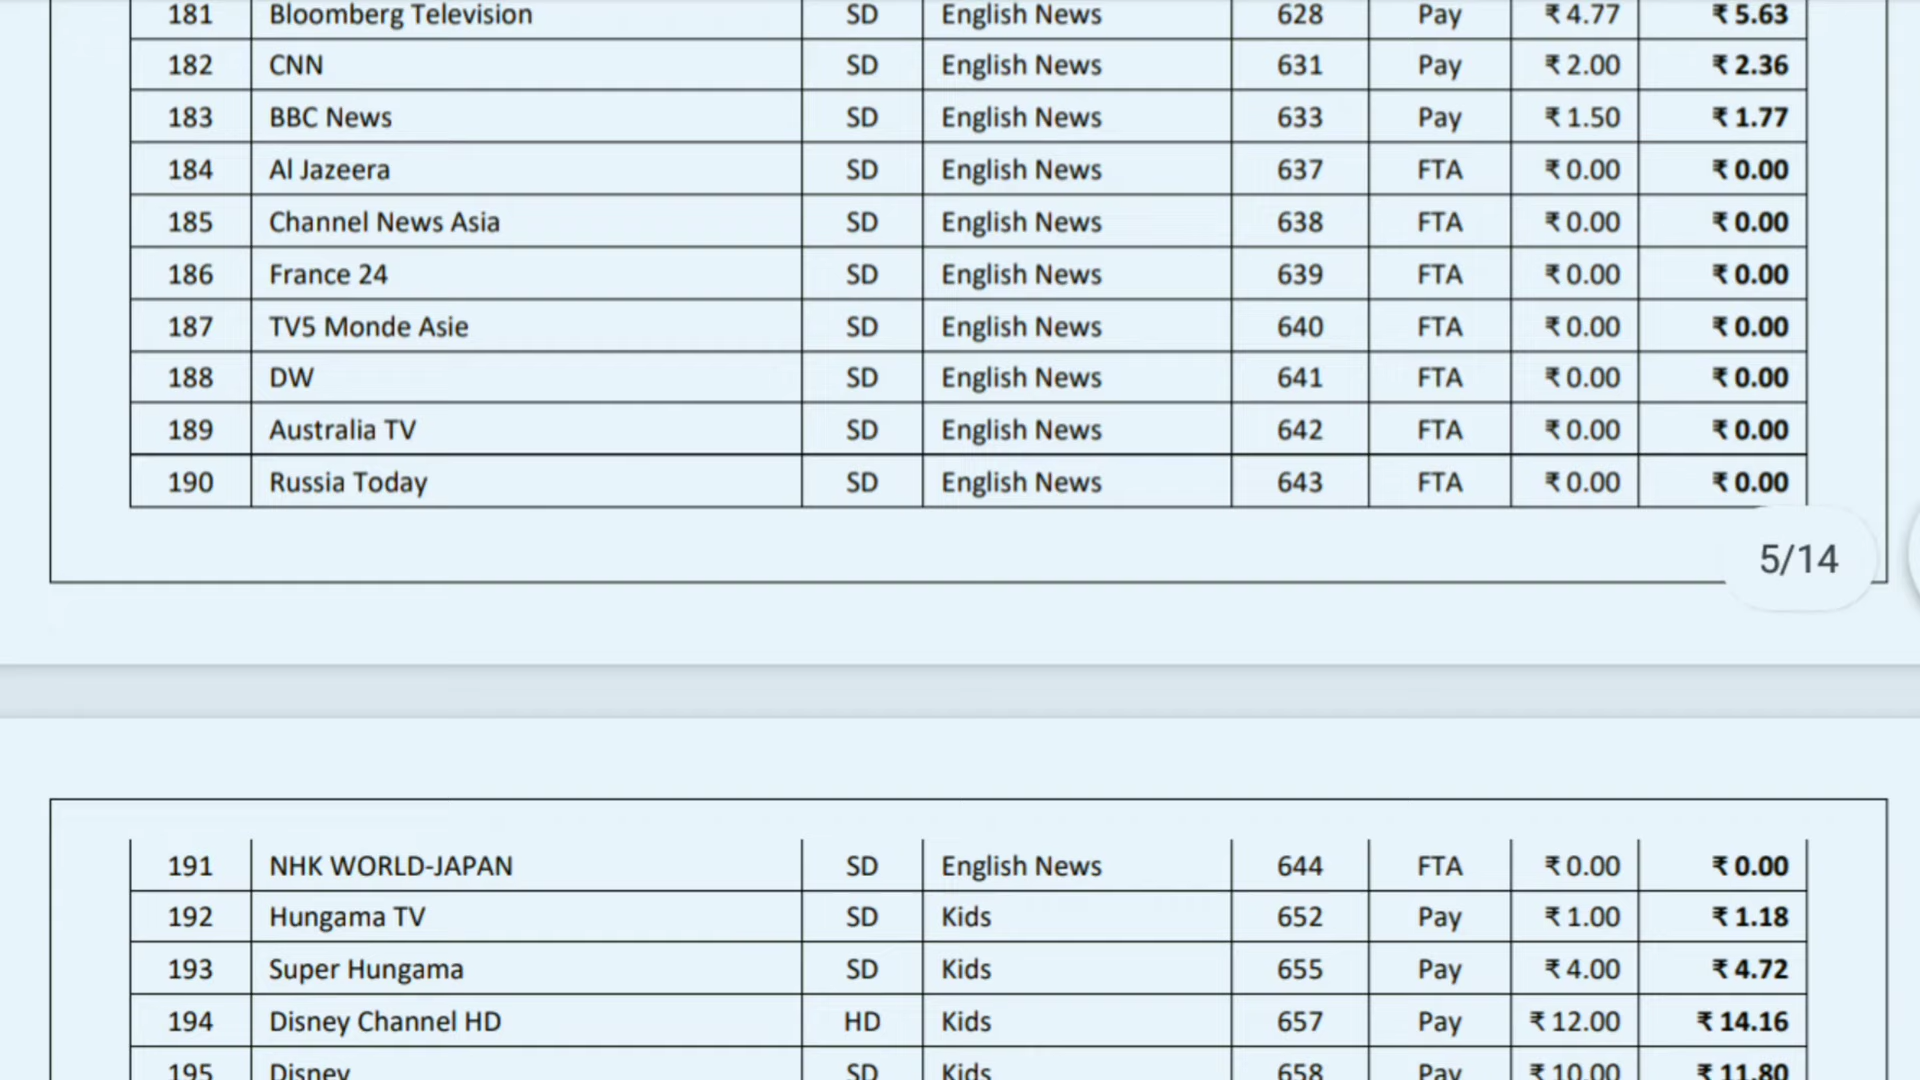 181 Bloomberg Television SD English News 628 Pay ₹ 4.77 ₹ 5.63
182 CNN SD English News 631 Pay ₹ 2.00 ₹ 2.36
183 BBC News SD English News 633 Pay ₹ 1.50 ₹ 1.77
184 Al Jazeera SD English News 637 FTA ₹ 0.00 ₹ 0.00
185 Channel News Asia SD English News 638 FTA ₹ 0.00 ₹ 0.00
186 France 24 SD English News 639 FTA ₹ 0.00 ₹ 0.00
187 TV5 Monde Asie SD English News 640 FTA ₹ 0.00 ₹ 0.00
188 DW SD English News 641 FTA ₹ 0.00 ₹ 0.00
189 Australia TV SD English News 642 FTA ₹ 0.00 ₹ 0.00
190 Russia Today SD English News 643 FTA ₹ 0.00 ₹ 0.00
5/14
191 NHK WORLD-JAPAN SD English News 644 FTA ₹ 0.00 ₹ 0.00
192 Hungama TV SD Kids 652 Pay ₹ 1.00 ₹ 1.18
193 Super Hungama SD Kids 655 Pay ₹ 4.00 ₹ 4.72
194 Disney Channel HD HD Kids 657 Pay ₹ 12.00 ₹ 14.16
195 Disney SD Kids 658 Pay ₹ 10.00 ₹ 11.80